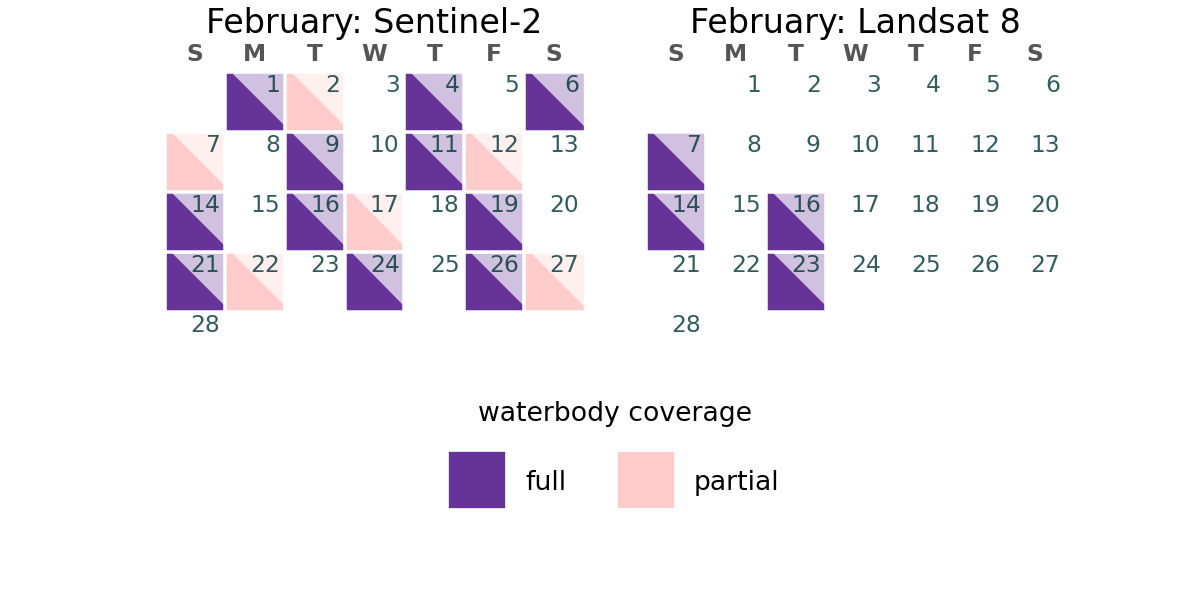 February: Sentinel-2
S M T W T F S
1 2 3 4 5 6
7 8 9 10 11 12 13
14 15 16 17 18 19 20
21 22 23 24 25 26 27
28
February: Landsat 8
S M T W T F S
1 2 3 4 5 6
7 8 9 10 11 12 13
14 15 16 17 18 19 20
21 22 23 24 25 26 27
28
waterbody coverage
full partial